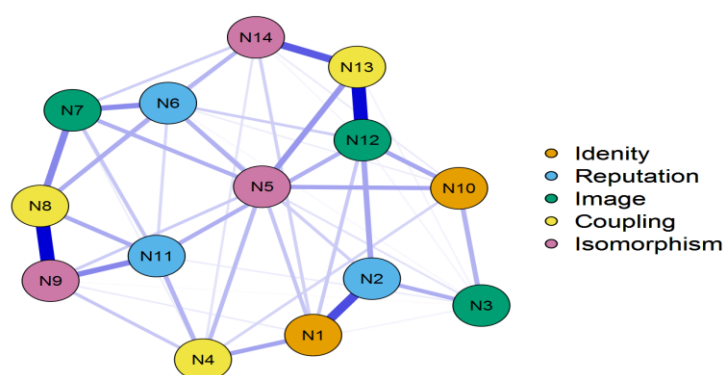 N14
N13
N7
N6
N12
N5
N10
N8
N11
N9
N2
N3
N1
N4
Idenity
Reputation
Image
Coupling
Isomorphism